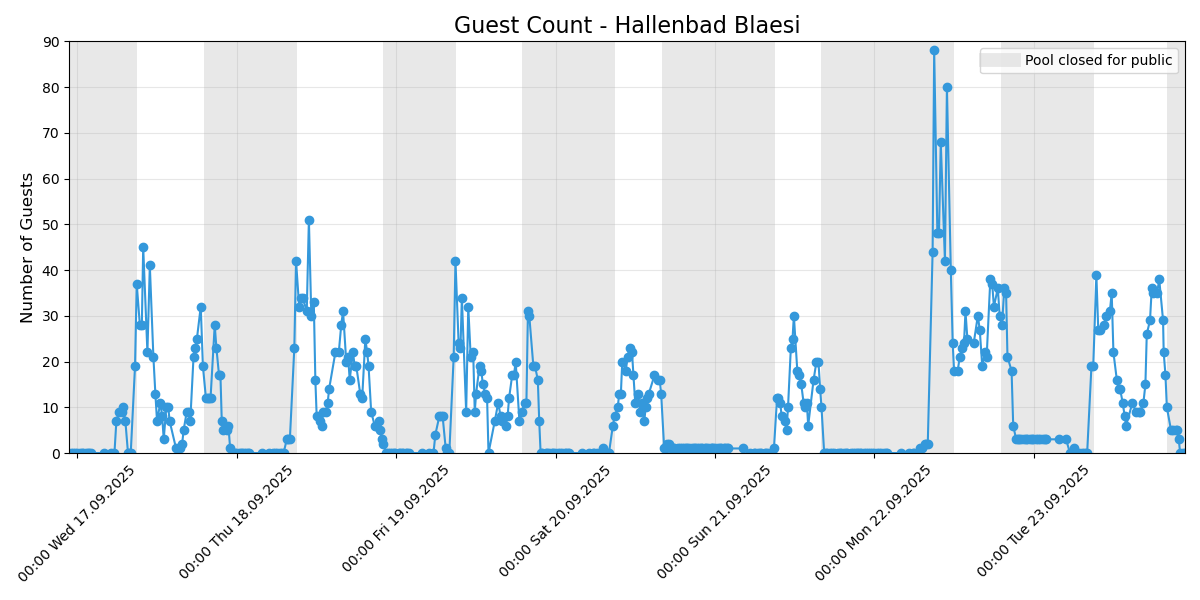 Guest Count - Hallenbad Blaesi
Pool closed for public
Number of Guests
90
80
70
60
50
40
30
20
10
0
00:00 Wed 17.09.2025
00:00 Thu 18.09.2025
00:00 Fri 19.09.2025
00:00 Sat 20.09.2025
00:00 Sun 21.09.2025
00:00 Mon 22.09.2025
00:00 Tue 23.09.2025